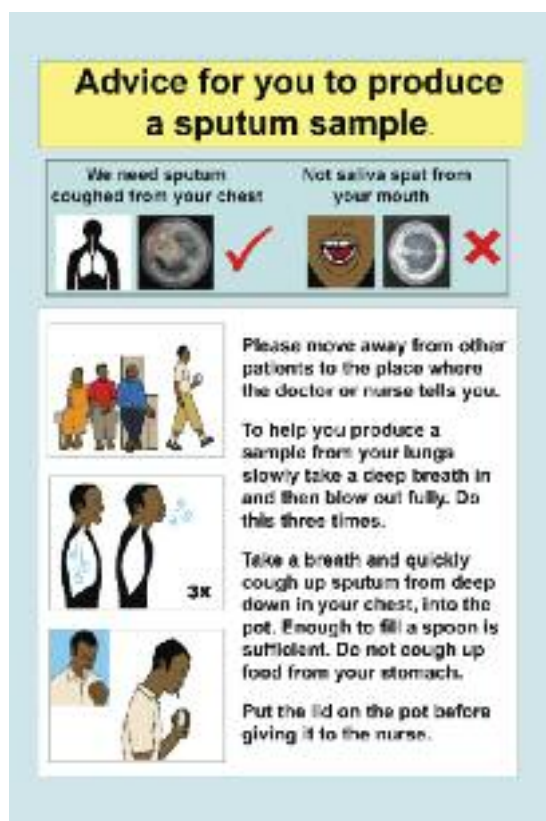 Advice for you to produce
a sputum sample.
We need sputum
coughed from your chest
Not saliva spat from
your mouth
Please move away from other
patients to the place where
the doctor or nurse tells you.
To help you produce a
sample from your lungs
slowly take a deep breath in
and then blow out fully. Do
this three times.
3x
Take a breath and quickly
cough up sputum from deep
down in your chest, into the
pot. Enough to fill a spoon is
sufficient. Do not cough up
food from your stomach.
Put the lid on the pot before
giving it to the nurse.